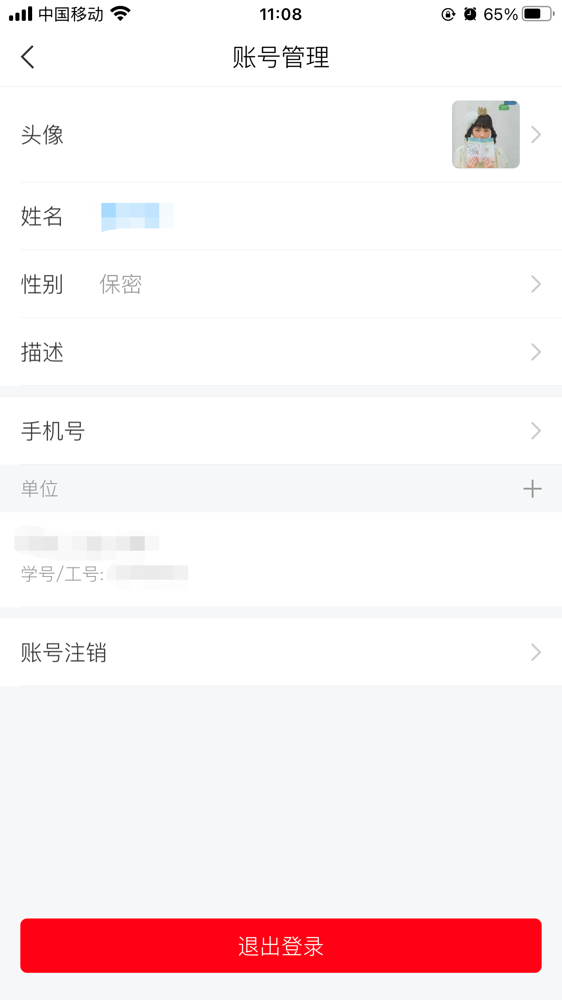 中国移动
11:08
65%
账号管理
头像
姓名
性别 保密
描述
手机号
单位
学号/工号:
账号注销
退出登录